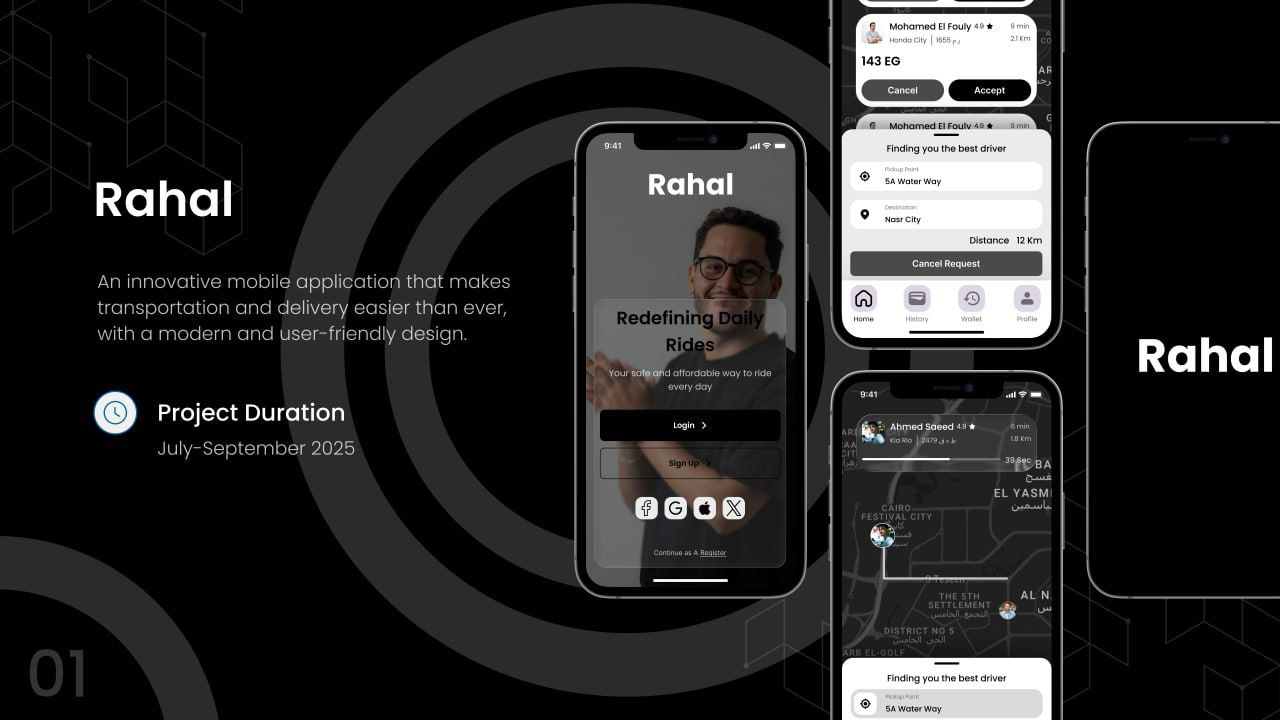 Rahal
An innovative mobile application that makes
transportation and delivery easier than ever,
with a modern and user-friendly design.
Project Duration
July-September 2025
01
9:41
Rahal
Redefining Daily
Rides
Your safe and affordable way to ride
every day
Login
Sign Up
Continue as A Register
Mohamed El Fouly 4.9 ★ 9 min
Honda City | 1655 ر م 2.1 Km
143 EG
Cancel Accept
Mohamed El Fouly 4.9 ★ 9 min
Finding you the best driver
Pickup Point
5A Water Way
Destination
Nasr City
Distance 12 Km
Cancel Request
Home History Wallet Profile
9:41
Ahmed Saeed 4.9 ★ 6 min
Kia Rio | 2479 ط ه ق 1.8 Km
39 Sec
EL YASMI
CAIRO
FESTIVAL CITY
THE 5TH
SETTLEMENT
التجمع الخامس
AL N
DISTRICT NO 5
الحي الخامس
ARB EL-GOLF
Finding you the best driver
Pickup Point
5A Water Way
Rahal